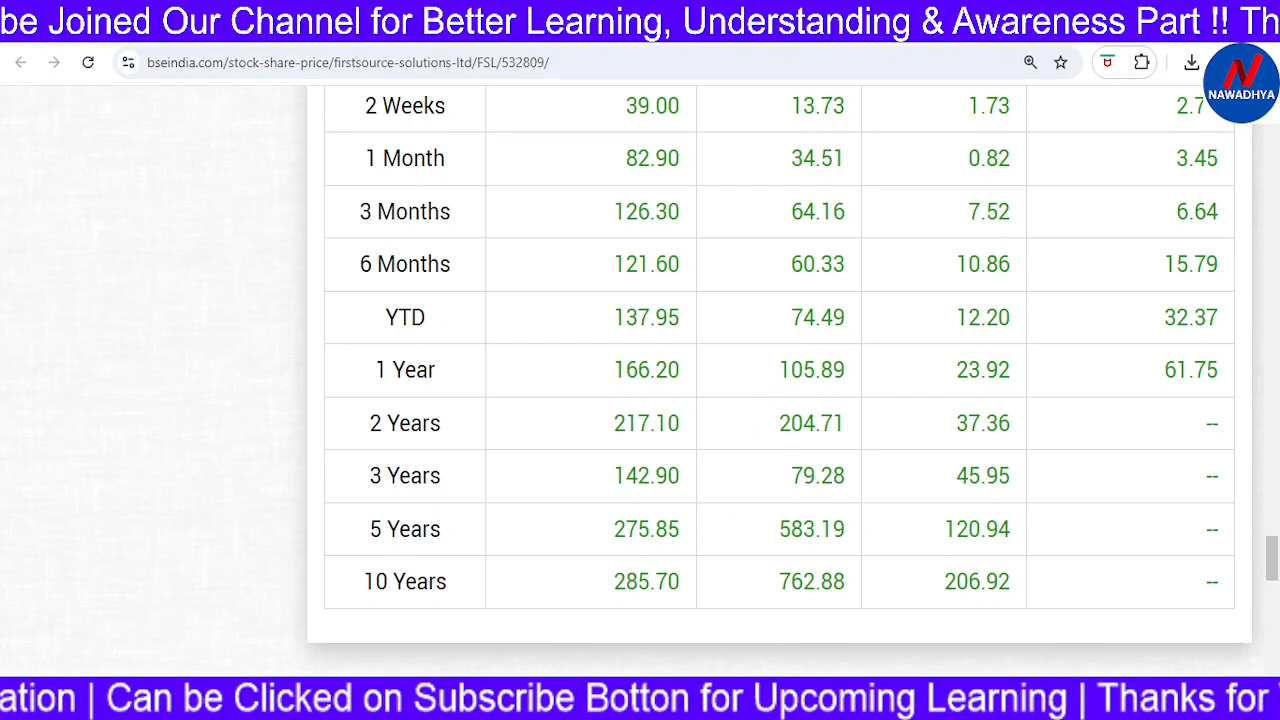 be Joined Our Channel for Better Learning, Understanding & Awareness Part !! Th
bseindia.com/stock-share-price/firstsource-solutions-ltd/FSL/532809/
NAWADHYA
2 Weeks 39.00 13.73 1.73 2.7
1 Month 82.90 34.51 0.82 3.45
3 Months 126.30 64.16 7.52 6.64
6 Months 121.60 60.33 10.86 15.79
YTD 137.95 74.49 12.20 32.37
1 Year 166.20 105.89 23.92 61.75
2 Years 217.10 204.71 37.36 --
3 Years 142.90 79.28 45.95 --
5 Years 275.85 583.19 120.94 --
10 Years 285.70 762.88 206.92 --
ation | Can be Clicked on Subscribe Botton for Upcoming Learning | Thanks for